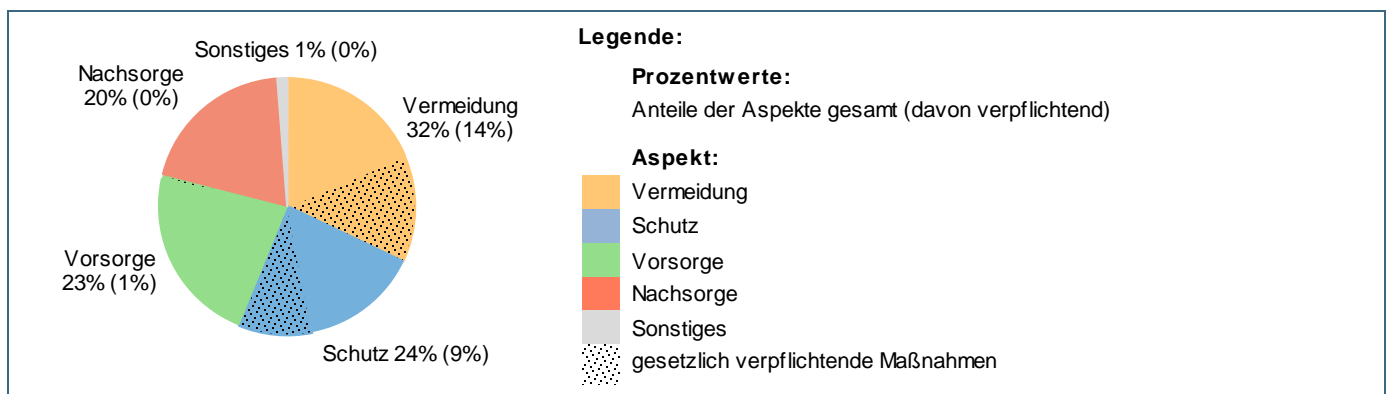 Sonstiges 1% (0%)
Nachsorge
20% (0%)
Vermeidung
32% (14%)
Vorsorge
23% (1%)
Schutz 24% (9%)
Legende:
Prozentwerte:
Anteile der Aspekte gesamt (davon verpflichtend)
Aspekt:
Vermeidung
Schutz
Vorsorge
Nachsorge
Sonstiges
gesetzlich verpflichtende Maßnahmen